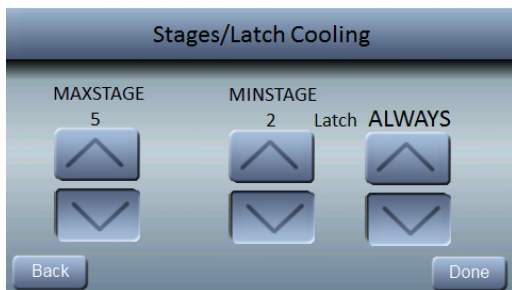 Stages/Latch Cooling
MAXSTAGE MINSTAGE
5 2 Latch ALWAYS
Back Done